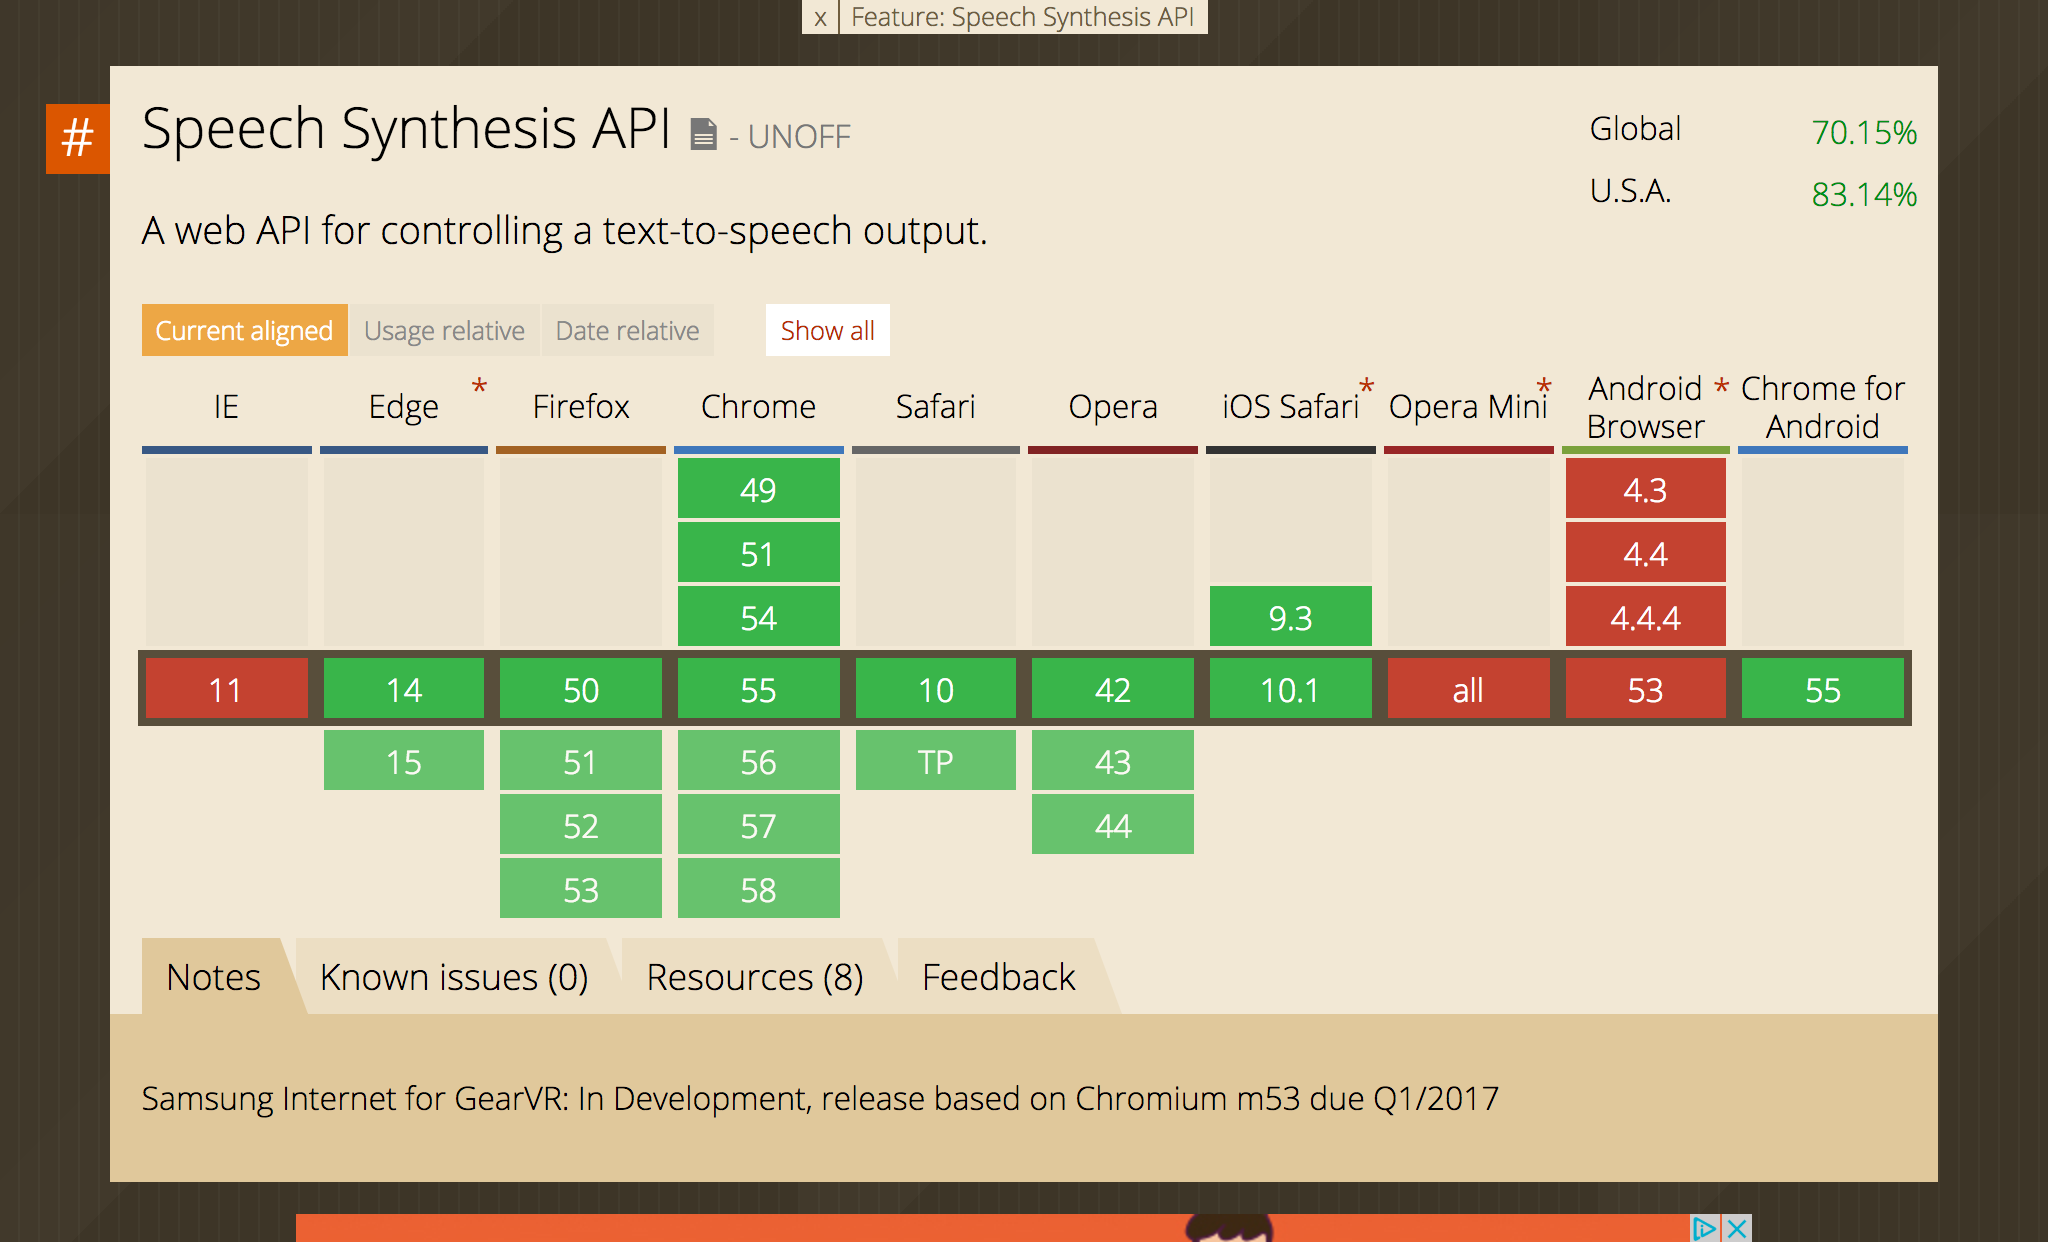 x Feature: Speech Synthesis API
# Speech Synthesis API - UNOFF
Global 70.15%
U.S.A. 83.14%
A web API for controlling a text-to-speech output.
Current aligned Usage relative Date relative Show all
IE Edge * Firefox Chrome Safari Opera iOS Safari * Opera Mini * Android Browser * Chrome for Android
49 4.3
51 4.4
54 9.3 4.4.4
11 14 50 55 10 42 10.1 all 53 55
15 51 56 TP 43
52 57 44
53 58
Notes Known issues (0) Resources (8) Feedback
Samsung Internet for GearVR: In Development, release based on Chromium m53 due Q1/2017